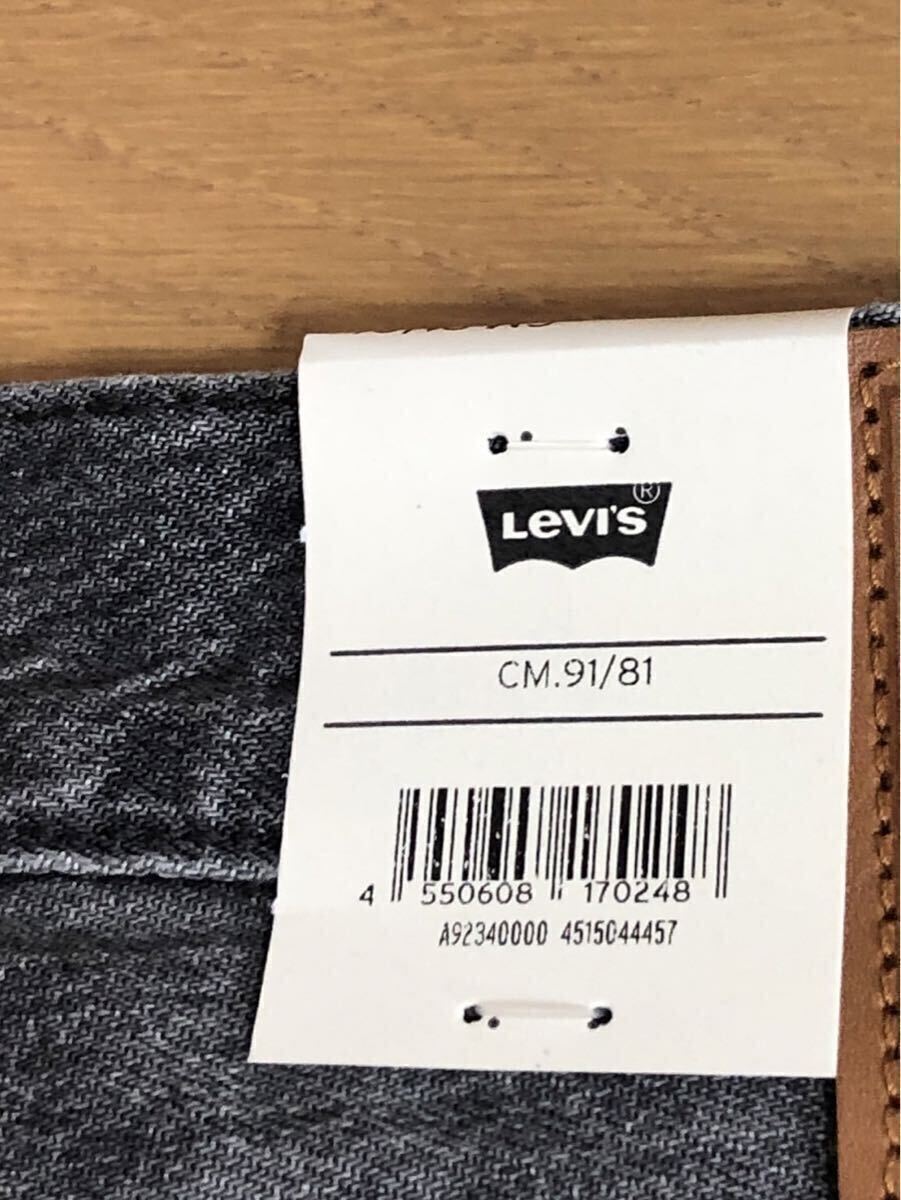 LEVI'S ®
CM.91/81
4 550608 170248
A92340000 4515044457